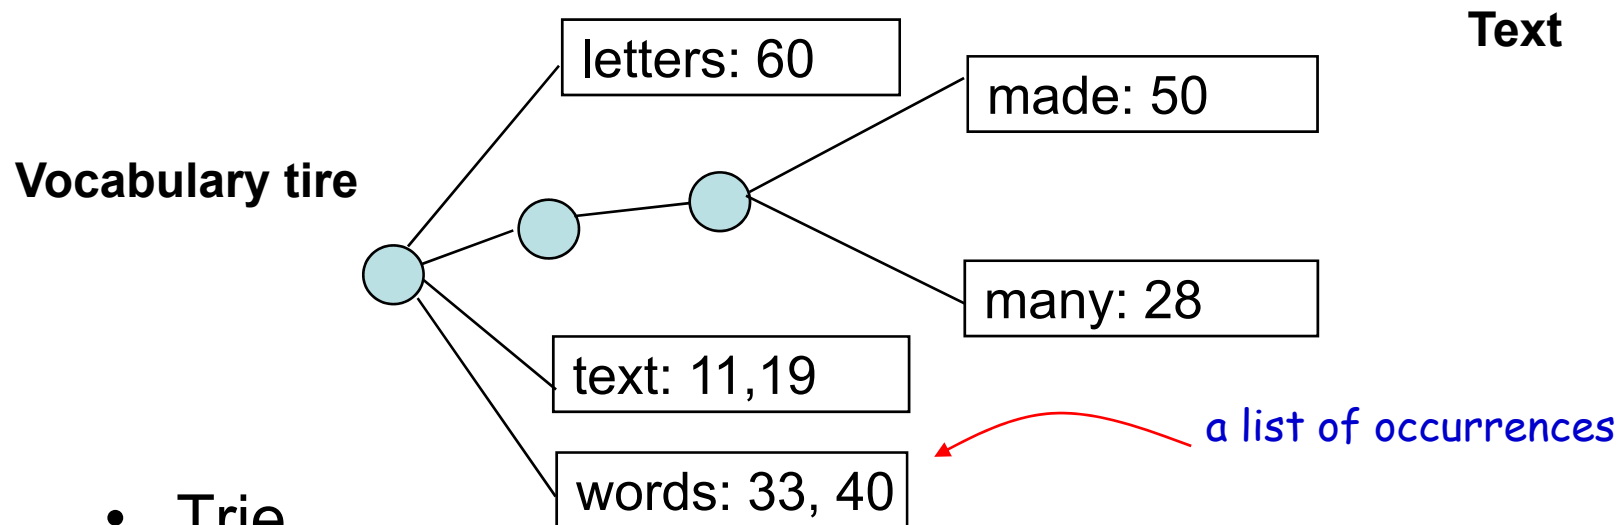 Text
letters: 60
made: 50
Vocabulary tire
many: 28
text: 11,19
a list of occurrences
words: 33, 40
• Trie